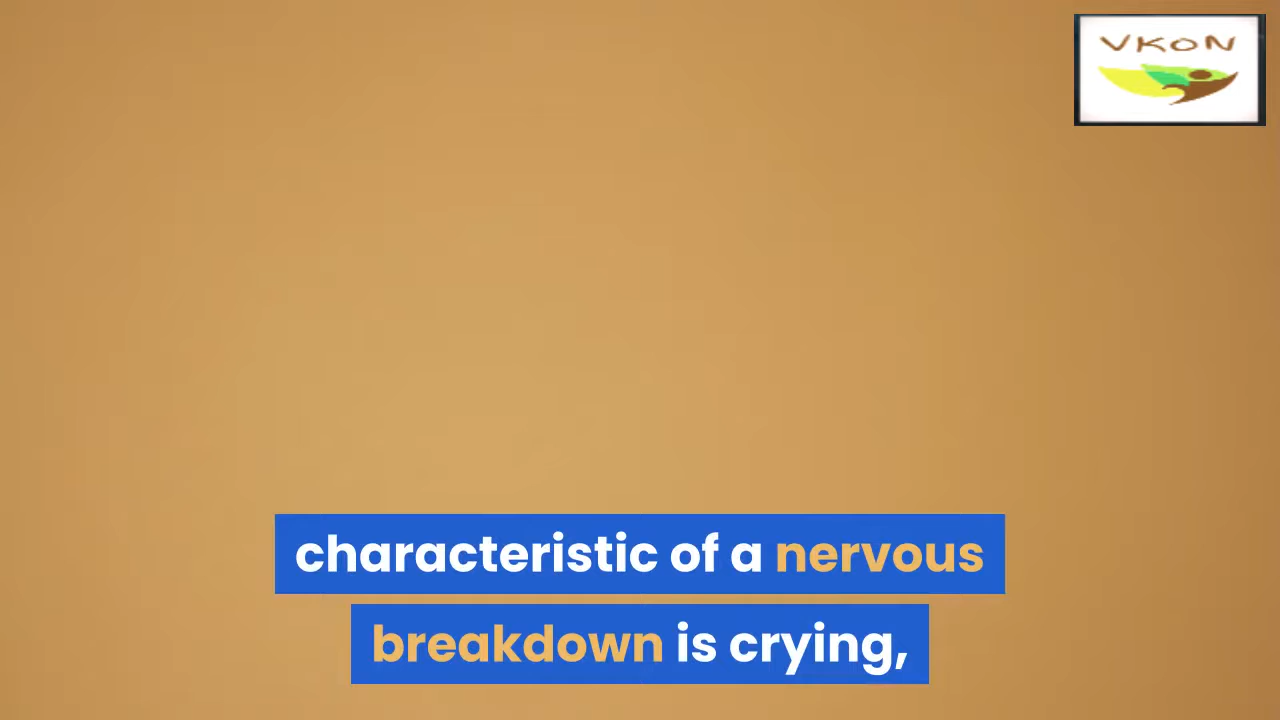 VKON
characteristic of a nervous
breakdown is crying,